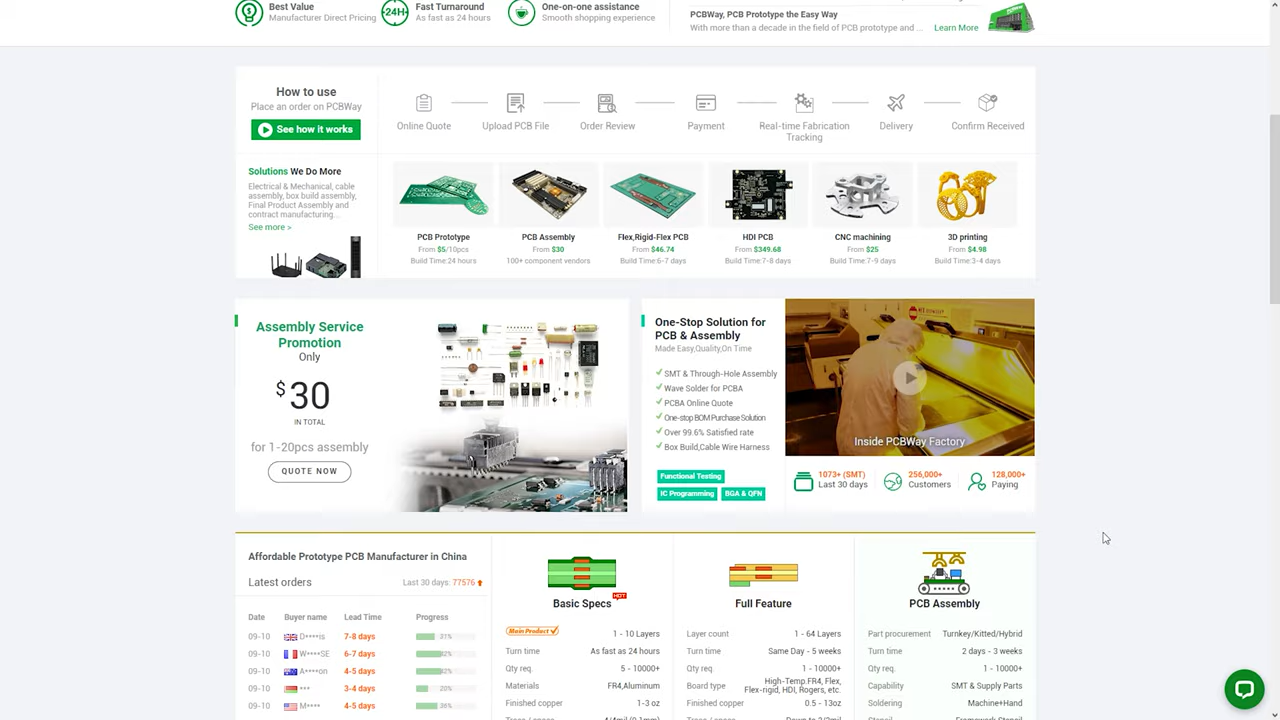 Best Value
Manufacturer Direct Pricing
24H
Fast Turnaround
As fast as 24 hours
One-on-one assistance
Smooth shopping experience
PCBWay, PCB Prototype the Easy Way
With more than a decade in the field of PCB prototype and ...
Learn More
How to use
Place an order on PCBWay
See how it works
Online Quote
Upload PCB File
Order Review
Payment
Real-time Fabrication
Tracking
Delivery
Confirm Received
Solutions We Do More
Electrical & Mechanical, cable
assembly, box build assembly,
Final Product Assembly and
contract manufacturing...
See more >
PCB Prototype
From $5/10pcs
Build Time:24 hours
PCB Assembly
From $30
100+ component vendors
Flex,Rigid-Flex PCB
From $46.74
Build Time:6-7 days
HDI PCB
From $349.68
Build Time:7-8 days
CNC machining
From $25
Build Time:7-9 days
3D printing
From $4.98
Build Time:3-4 days
Assembly Service
Promotion
Only
$30
IN TOTAL
for 1-20pcs assembly
QUOTE NOW
One-Stop Solution for
PCB & Assembly
Made Easy,Quality,On Time
SMT & Through-Hole Assembly
Wave Solder for PCBA
PCBA Online Quote
One-stop BOM Purchase Solution
Over 99.6% Satisfied rate
Box Build,Cable Wire Harness
Functional Testing
IC Programming
BGA & QFN
Inside PCBWay Factory
1073+ (SMT)
Last 30 days
256,000+
Customers
128,000+
Paying
Affordable Prototype PCB Manufacturer in China
Latest orders
Last 30 days: 77576
Date Buyer name Lead Time Progress
09-10 D****is 7-8 days 31%
09-10 W****SE 6-7 days
09-10 A****on 4-5 days
09-10 *** 3-4 days 20%
09-10 M**** 4-5 days 36%
Basic Specs
HOT
Main Product
1 - 10 Layers
Turn time As fast as 24 hours
Qty req. 5 - 10000+
Materials FR4,Aluminum
Finished copper 1-3 oz
Full Feature
Layer count 1 - 64 Layers
Turn time Same Day - 5 weeks
Qty req. 1 - 10000+
Board type High-Temp.FR4, Flex,
Flex-rigid, HDI, Rogers, etc.
Finished copper 0.5 - 13oz
PCB Assembly
Part procurement Turnkey/Kitted/Hybrid
Turn time 2 days - 3 weeks
Qty req. 1 - 10000+
Capability SMT & Supply Parts
Soldering Machine+Hand